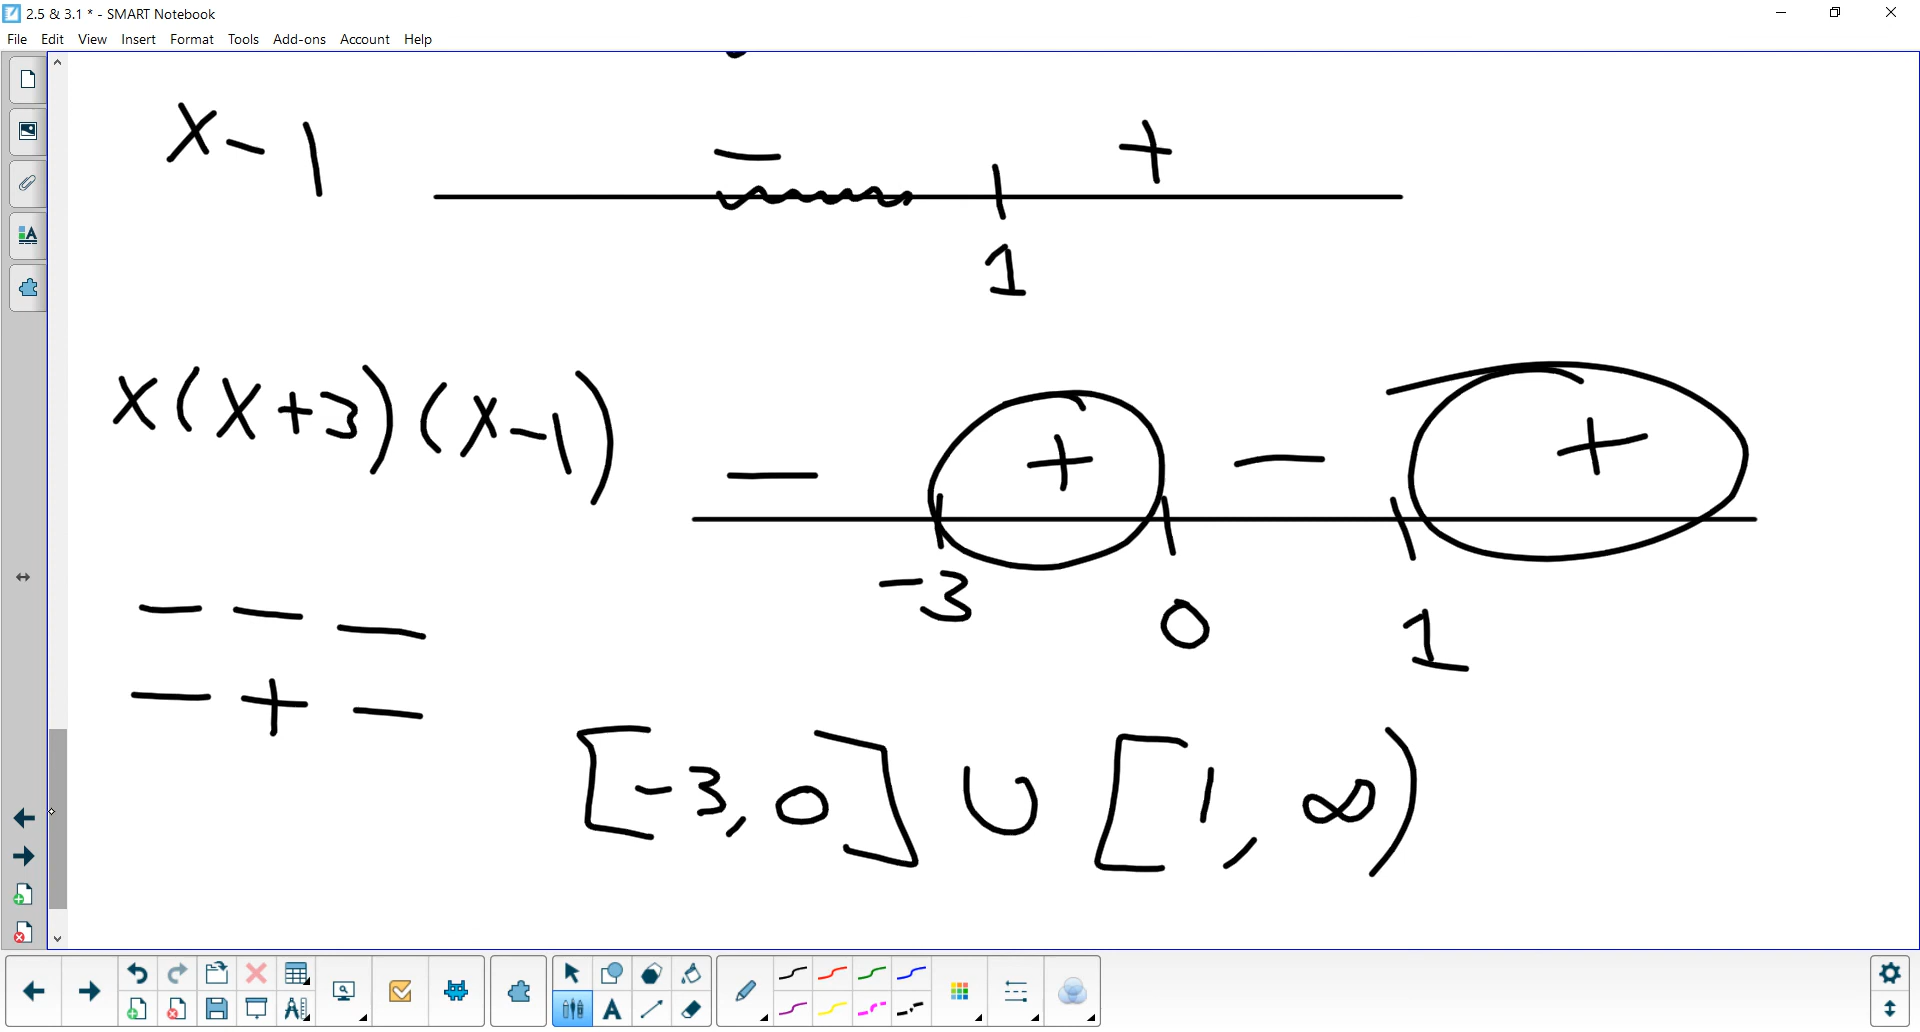 2.5 & 3.1 * - SMART Notebook
File Edit View Insert Format Tools Add-ons Account Help
x - 1
- +
1
x(x+3)(x-1)
- + - +
-3 0 1
- - -
- + -
[-3, 0] ∪ [1, ∞)